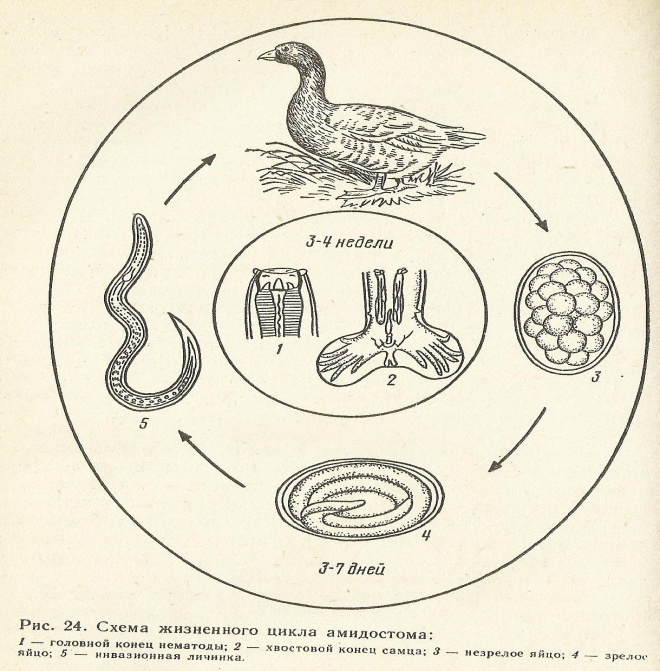 3-4 недели
1
2
3
5
4
3-7 дней
Рис. 24. Схема жизненного цикла амидостома:
1 — головной конец нематоды; 2 — хвостовой конец самца; 3 — незрелое яйцо; 4 — зрелое
яйцо; 5 — инвазионная личинка.